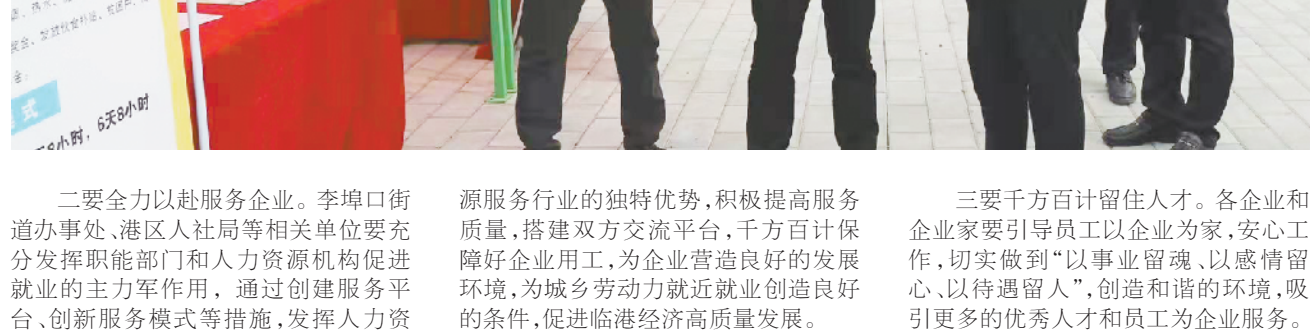 6天8小时
式
二要全力以赴服务企业。李埠口街
道办事处、港区人社局等相关单位要充
分发挥职能部门和人力资源机构促进
就业的主力军作用，通过创建服务平
台、创新服务模式等措施，发挥人力资
源服务行业的独特优势，积极提高服务
质量，搭建双方交流平台，千方百计保
障好企业用工，为企业营造良好的发展
环境，为城乡劳动力就近就业创造良好
的条件，促进临港经济高质量发展。
三要千方百计留住人才。各企业和
企业家要引导员工以企业为家，安心工
作，切实做到“以事业留魂、以感情留
心、以待遇留人”，创造和谐的环境，吸
引更多的优秀人才和员工为企业服务。